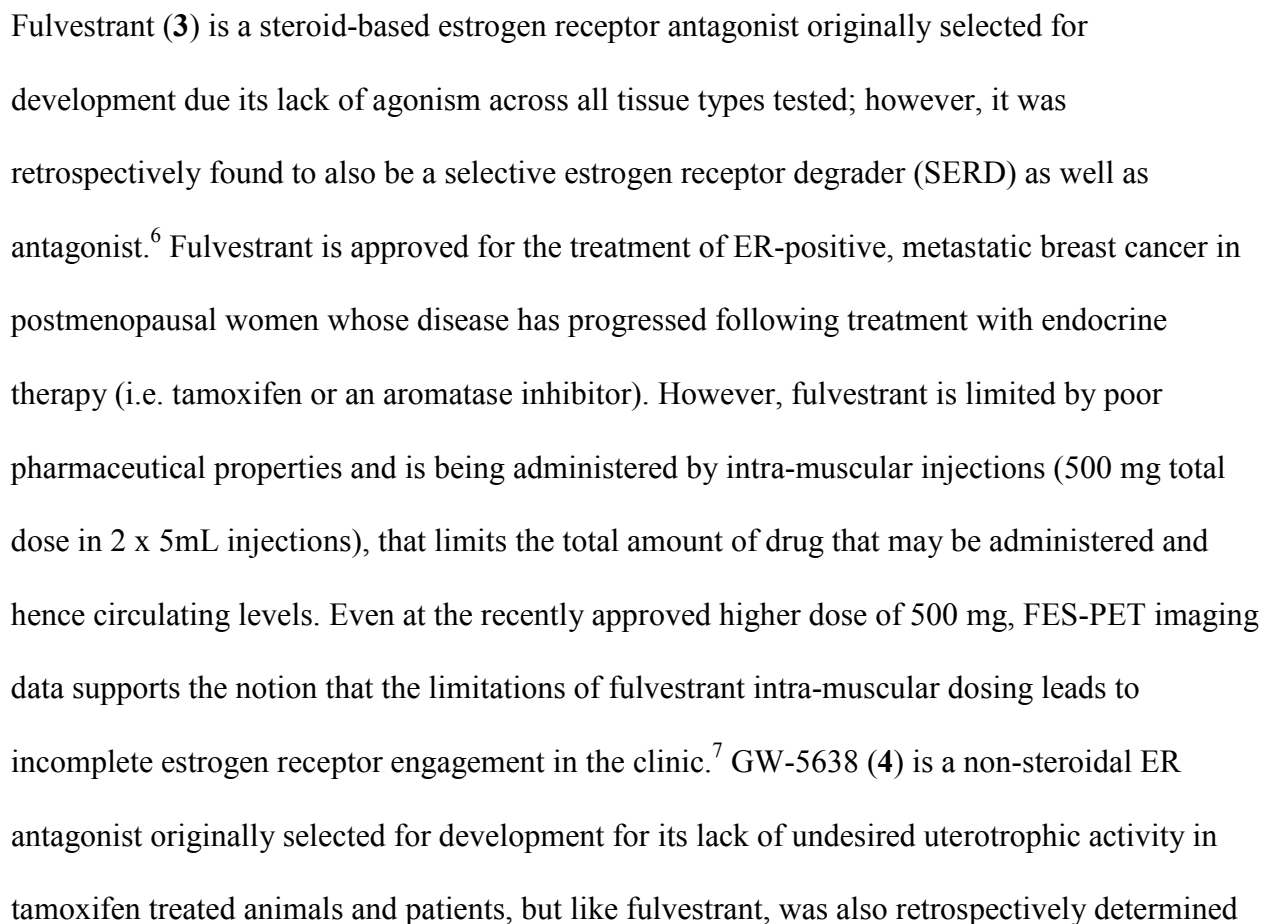 Fulvestrant (3) is a steroid-based estrogen receptor antagonist originally selected for
development due its lack of agonism across all tissue types tested; however, it was
retrospectively found to also be a selective estrogen receptor degrader (SERD) as well as
antagonist.6 Fulvestrant is approved for the treatment of ER-positive, metastatic breast cancer in
postmenopausal women whose disease has progressed following treatment with endocrine
therapy (i.e. tamoxifen or an aromatase inhibitor). However, fulvestrant is limited by poor
pharmaceutical properties and is being administered by intra-muscular injections (500 mg total
dose in 2 x 5mL injections), that limits the total amount of drug that may be administered and
hence circulating levels. Even at the recently approved higher dose of 500 mg, FES-PET imaging
data supports the notion that the limitations of fulvestrant intra-muscular dosing leads to
incomplete estrogen receptor engagement in the clinic.7 GW-5638 (4) is a non-steroidal ER
antagonist originally selected for development for its lack of undesired uterotrophic activity in
tamoxifen treated animals and patients, but like fulvestrant, was also retrospectively determined